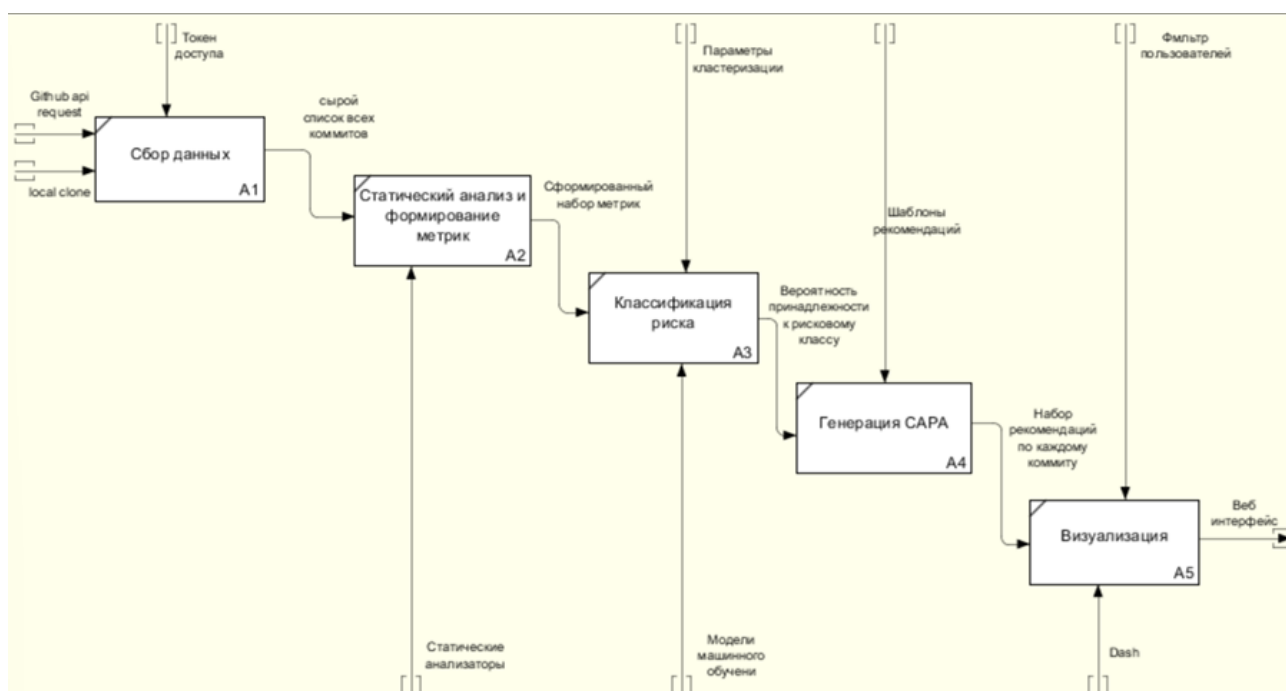 Токен
доступа
Параметры
кластеризации
Фмльтр
пользователей
Github api
request
сырой
список всех
коммитов
Сбор данных
A1
local clone
Статический анализ и
формирование
метрик
A2
Сформированный
набор метрик
Шаблоны
рекомендаций
Классификация
риска
A3
Вероятность
принадлежности
к рисковому
классу
Генерация CAPA
A4
Набор
рекомендаций
по каждому
коммиту
Визуализация
A5
Веб
интерфейс
Статические
анализаторы
Модели
машинного
обучени
Dash